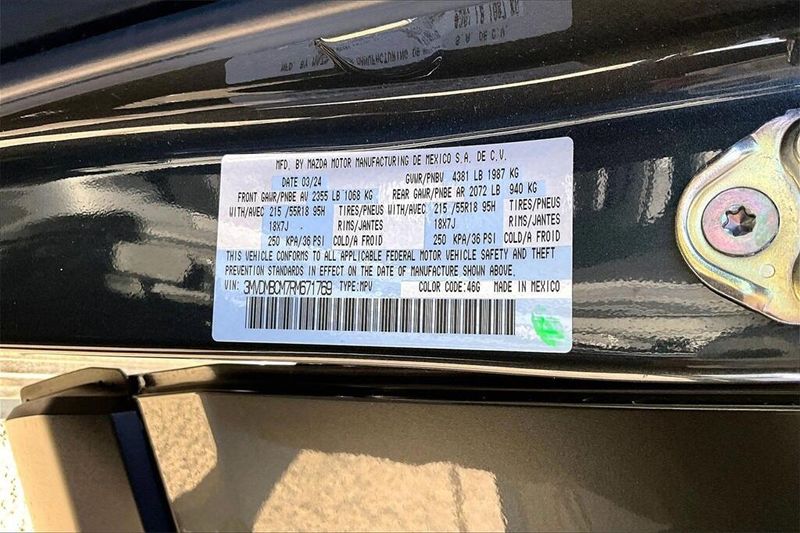 MFD. BY MAZDA MOTOR MANUFACTURING DE MEXICO S.A. DE C.V.
DATE 03/24 GVWR/PNBV 4381 LB 1987 KG
FRONT GAWR/PNBE AV 2355 LB 1068 KG REAR GAWR/PNBE AR 2072 LB 940 KG
WITH/AVEC 215 /55R18 95H TIRES/PNEUS WITH/AVEC 215 /55R18 95H TIRES/PNEUS
18X7J RIMS/JANTES 18X7J RIMS/JANTES
250 KPA/36 PSI COLD/A FROID 250 KPA/36 PSI COLD/A FROID
THIS VEHICLE CONFORMS TO ALL APPLICABLE FEDERAL MOTOR VEHICLE SAFETY AND THEFT
PREVENTION STANDARDS IN EFFECT ON THE DATE OF MANUFACTURE SHOWN ABOVE.
VIN: 3MVDMBCM7RM671769 TYPE: MPV COLOR CODE: 46G MADE IN MEXICO